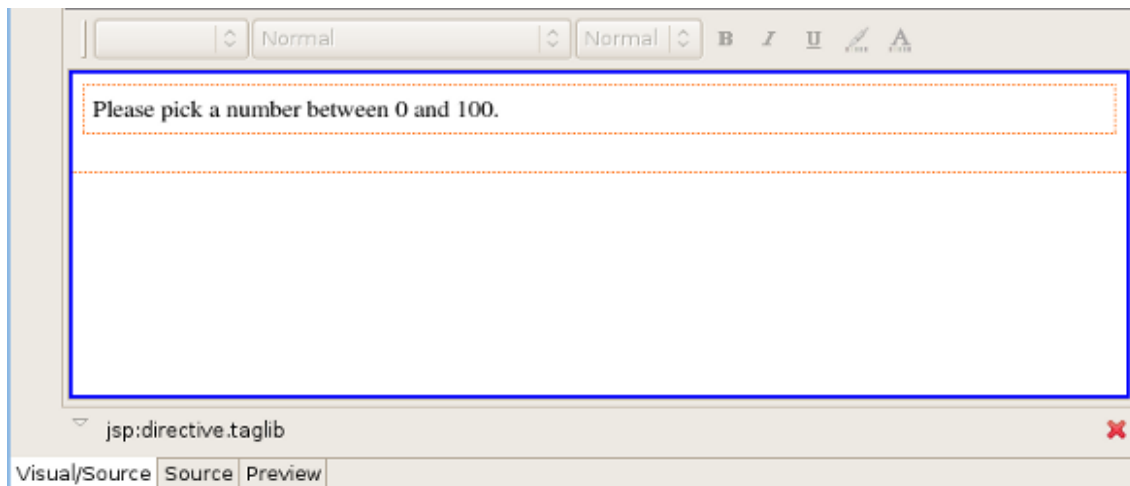 Normal Normal B I U A
Please pick a number between 0 and 100.
jsp:directive.taglib
Visual/Source Source Preview